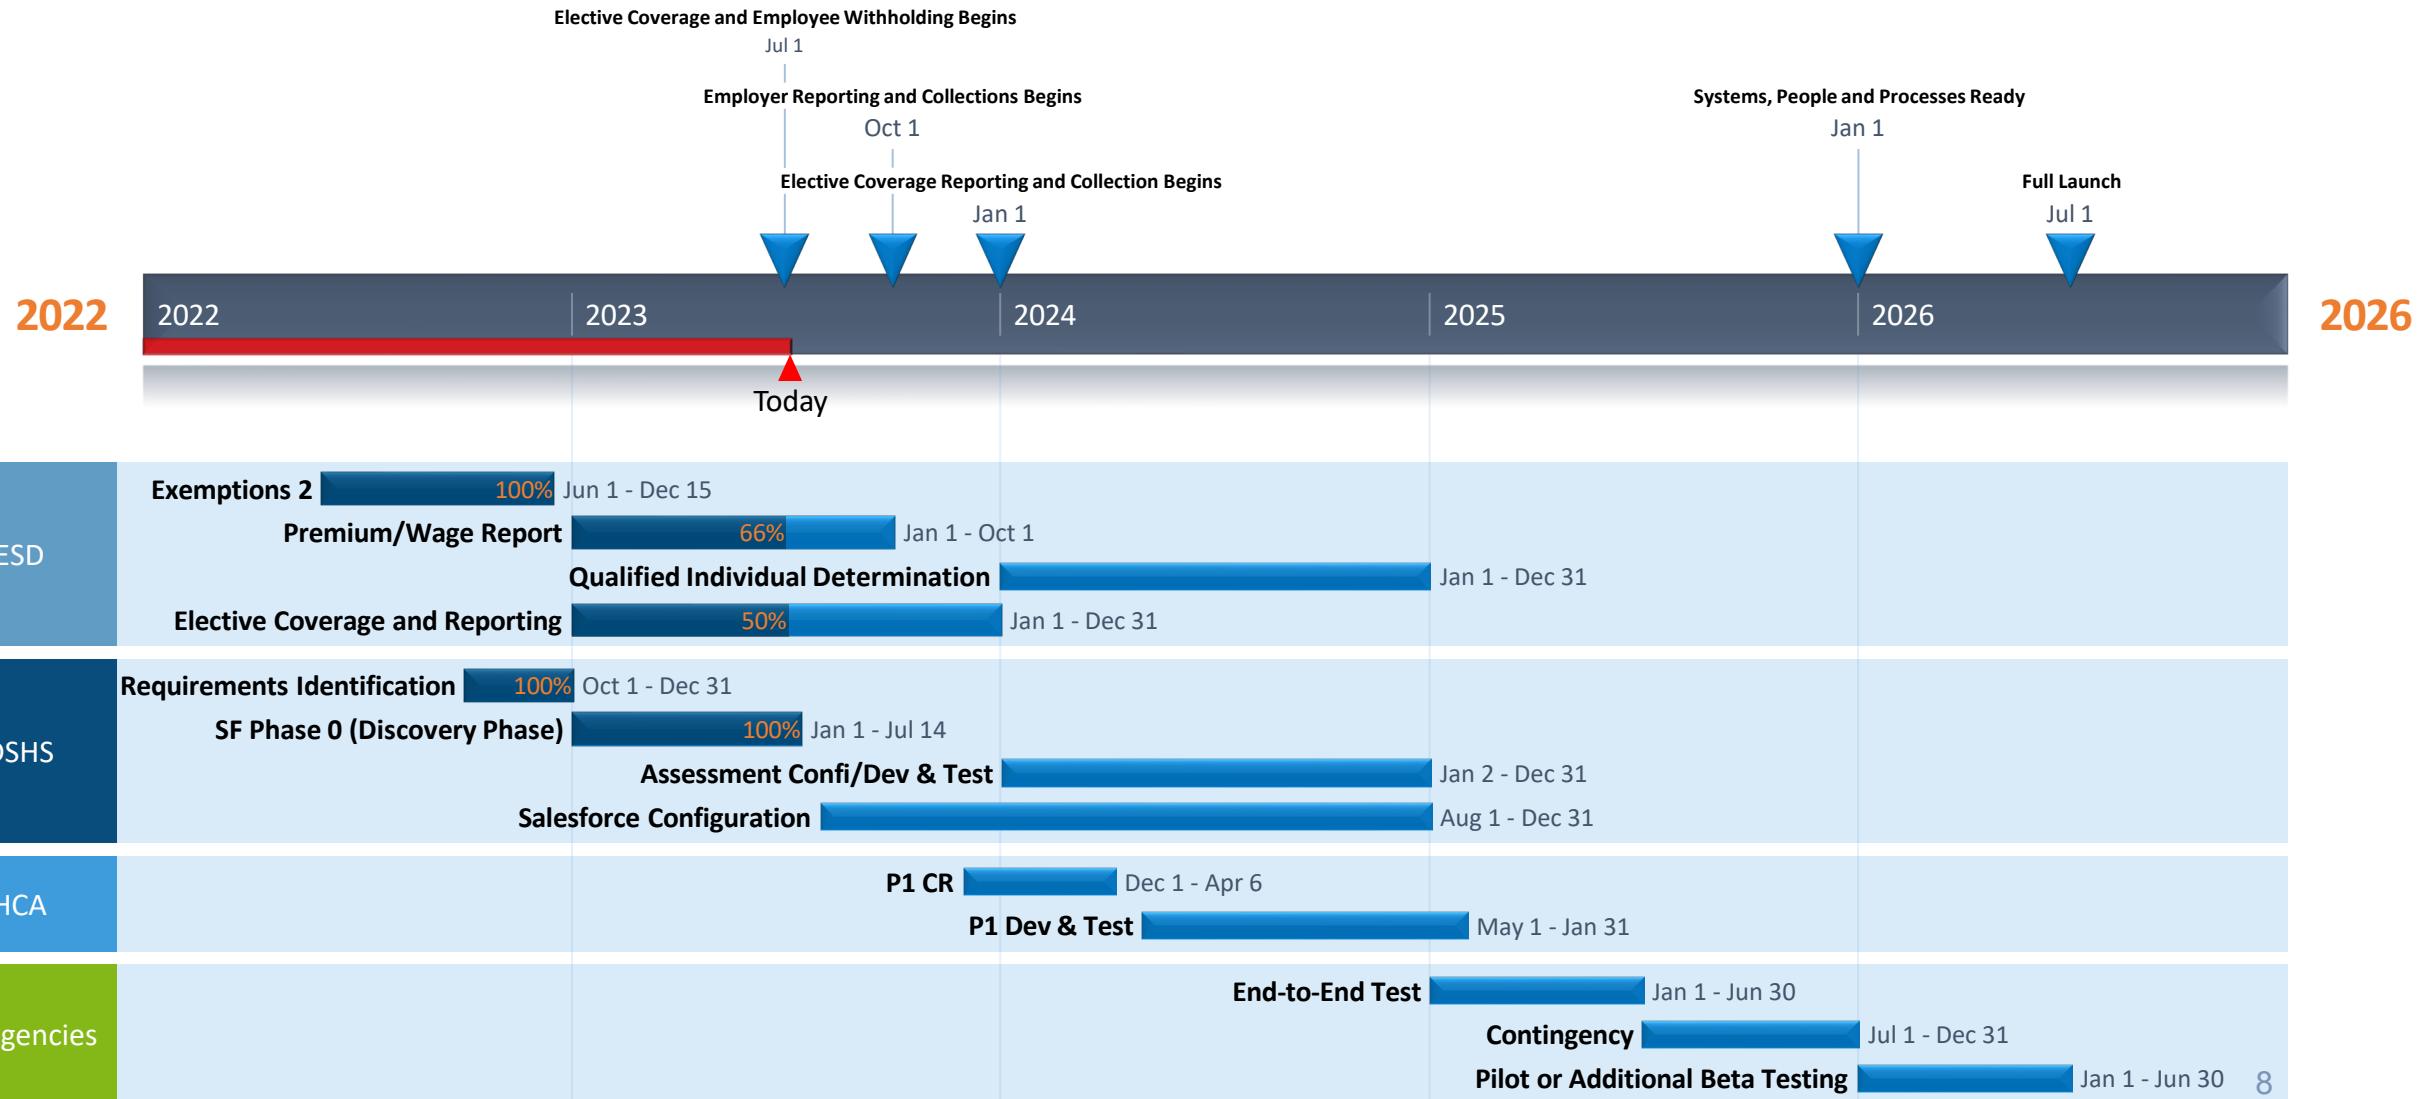 Elective Coverage and Employee Withholding Begins
Jul 1
Employer Reporting and Collections Begins
Oct 1
Elective Coverage Reporting and Collection Begins
Jan 1
Systems, People and Processes Ready
Jan 1
Full Launch
Jul 1
2022
2022
2023
2024
2025
2026
2026
Today
ESD
Exemptions 2 100% Jun 1 - Dec 15
Premium/Wage Report 66% Jan 1 - Oct 1
Qualified Individual Determination Jan 1 - Dec 31
Elective Coverage and Reporting 50% Jan 1 - Dec 31
DSHS
Requirements Identification 100% Oct 1 - Dec 31
SF Phase 0 (Discovery Phase) 100% Jan 1 - Jul 14
Assessment Confi/Dev & Test Jan 2 - Dec 31
Salesforce Configuration Aug 1 - Dec 31
HCA
P1 CR Dec 1 - Apr 6
P1 Dev & Test May 1 - Jan 31
gencies
End-to-End Test Jan 1 - Jun 30
Contingency Jul 1 - Dec 31
Pilot or Additional Beta Testing Jan 1 - Jun 30
8